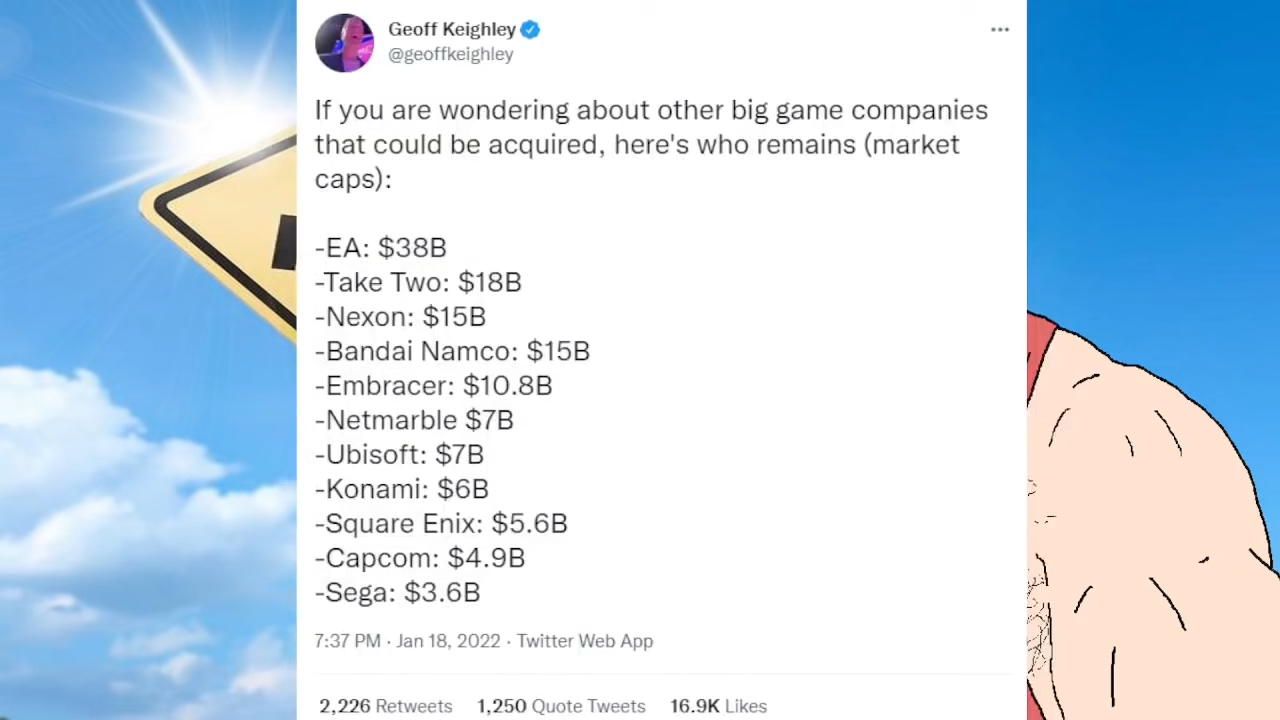 Geoff Keighley
@geoffkeighley
If you are wondering about other big game companies
that could be acquired, here's who remains (market
caps):
-EA: $38B
-Take Two: $18B
-Nexon: $15B
-Bandai Namco: $15B
-Embracer: $10.8B
-Netmarble $7B
-Ubisoft: $7B
-Konami: $6B
-Square Enix: $5.6B
-Capcom: $4.9B
-Sega: $3.6B
7:37 PM · Jan 18, 2022 · Twitter Web App
2,226 Retweets 1,250 Quote Tweets 16.9K Likes